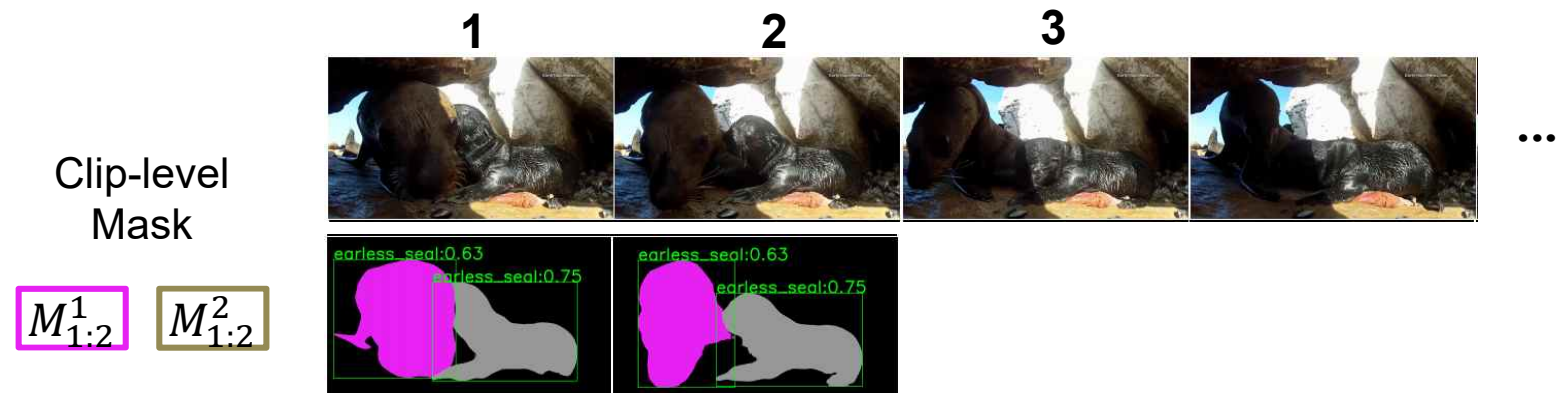 1 2 3
...
Clip-level
Mask
earless_seal:0.63
earless_seal:0.75
earless_seal:0.63
earless_seal:0.75
M^1_{1:2} M^2_{1:2}